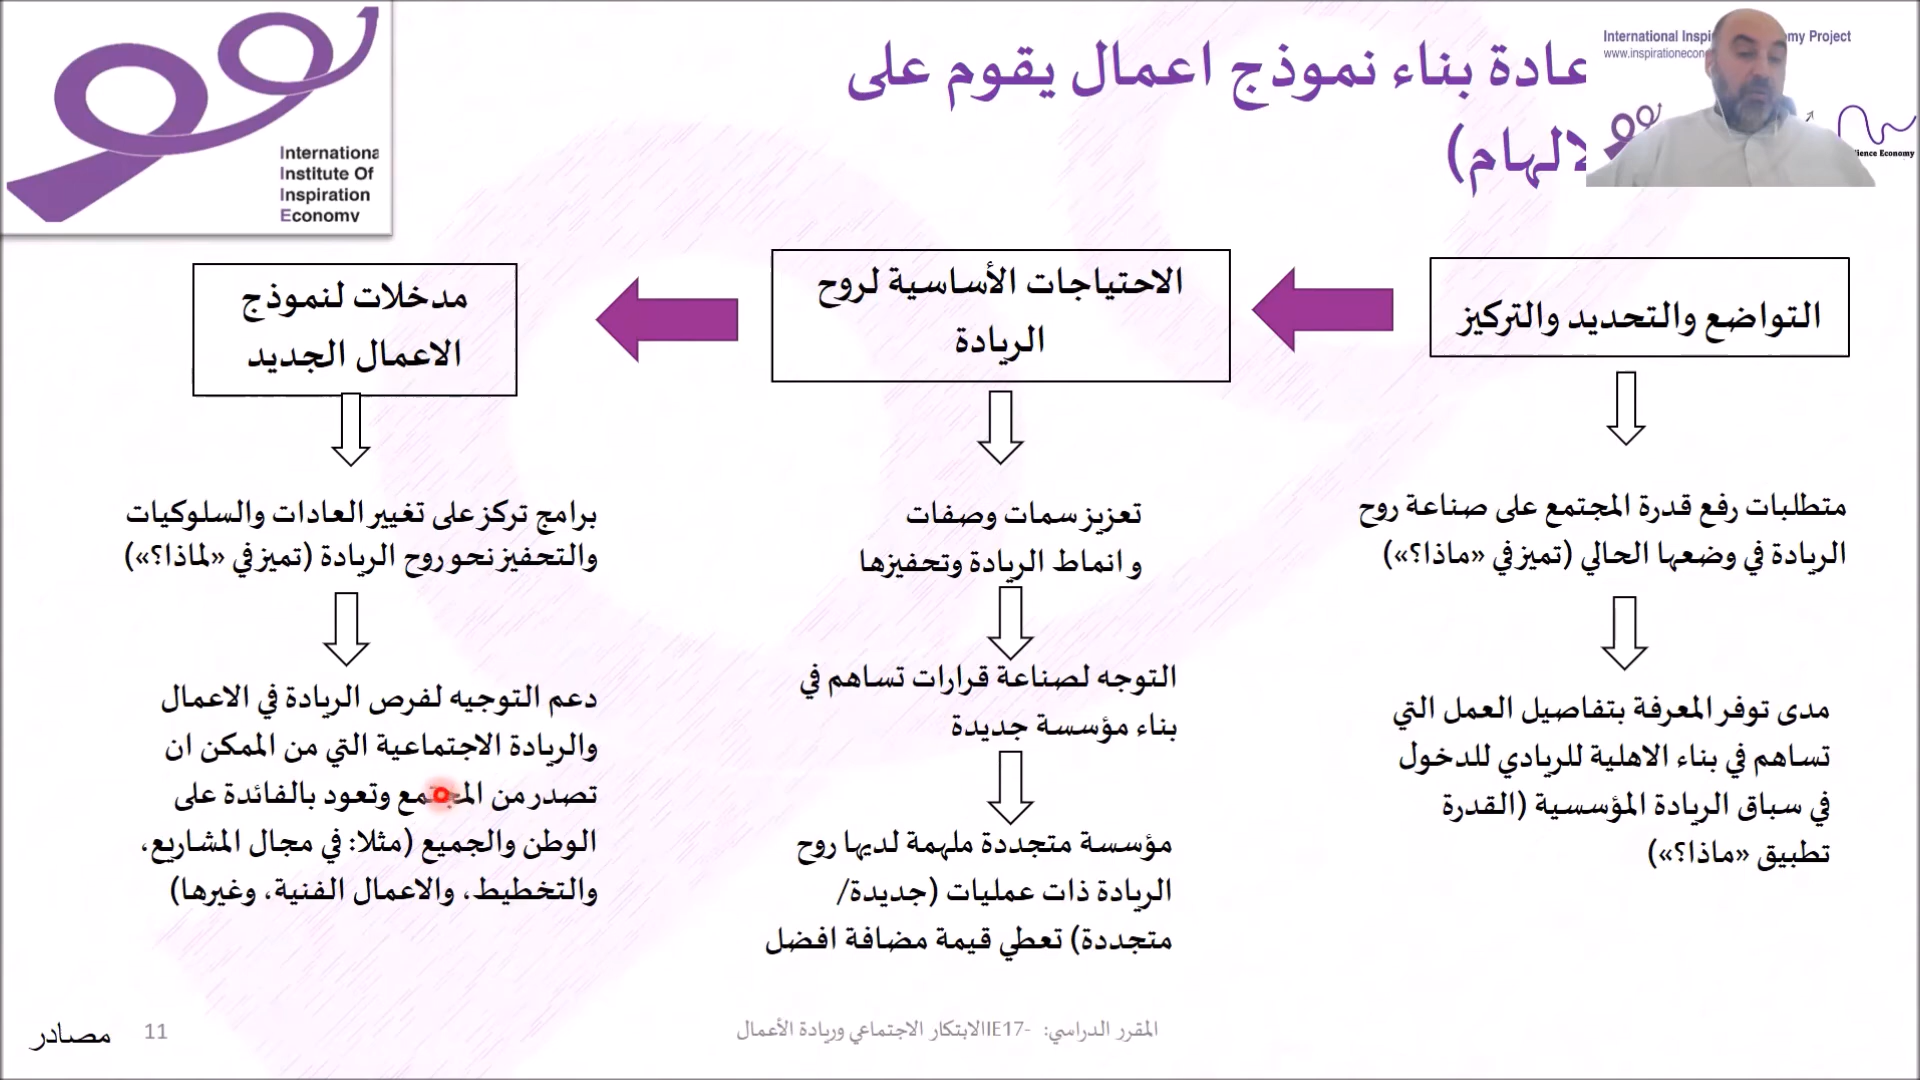 International
Institute Of
Inspiration
Economy
International Inspi my Project
www.inspirationecon
ience Economy
عادة بناء نموذج اعمال يقوم على
لالهام)
التواضع والتحديد والتركيز
متطلبات رفع قدرة المجتمع على صناعة روح
الريادة في وضعها الحالي (تميز في «ماذا؟»)
مدى توفر المعرفة بتفاصيل العمل التي
تساهم في بناء الاهلية للريادي للدخول
في سباق الريادة المؤسسية (القدرة
تطبيق «ماذا؟»)
الاحتياجات الأساسية لروح
الريادة
تعزيز سمات وصفات
و انماط الريادة وتحفيزها
التوجه لصناعة قرارات تساهم في
بناء مؤسسة جديدة
مؤسسة متجددة ملهمة لديها روح
الريادة ذات عمليات (جديدة/
متجددة) تعطي قيمة مضافة افضل
مدخلات لنموذج
الاعمال الجديد
برامج تركز على تغيير العادات والسلوكيات
والتحفيز نحو روح الريادة (تميز في «لماذا؟»)
دعم التوجيه لفرص الريادة في الاعمال
والريادة الاجتماعية التي من الممكن ان
تصدر من المجتمع وتعود بالفائدة على
الوطن والجميع (مثلا: في مجال المشاريع،
والتخطيط، والاعمال الفنية، وغيرها)
المقرر الدراسي: -IE17الابتكار الاجتماعي وريادة الأعمال
11
مصادر